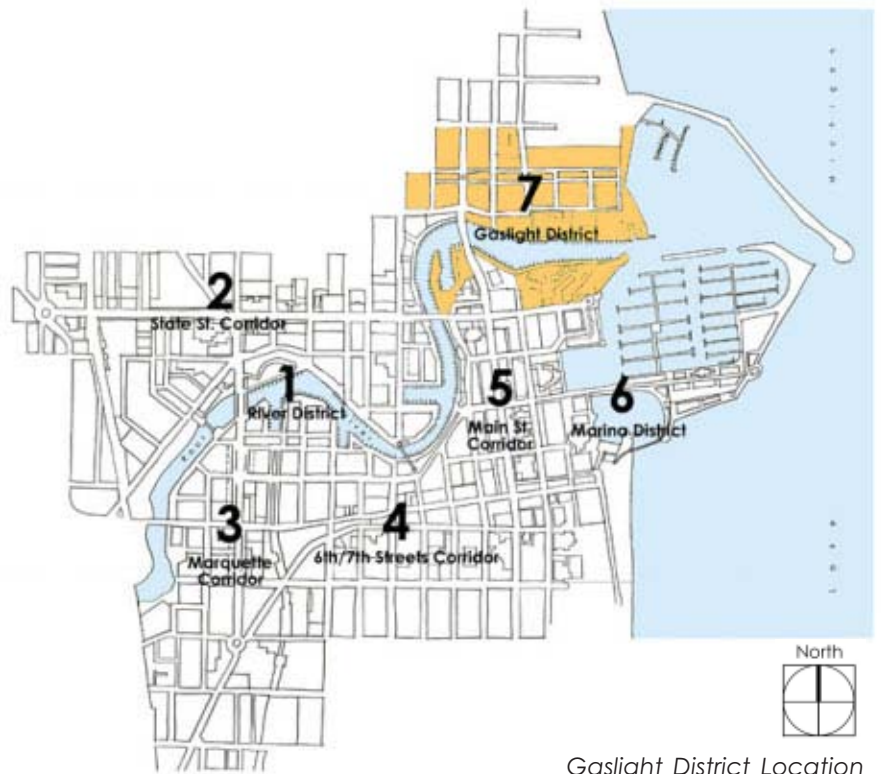 7
Gaslight District
2
State St. Corridor
1
River District
5
Main St.
Corridor
6
Marina District
3
Marquette
Corridor
4
6th/7th Streets Corridor
North
Gaslight District Location